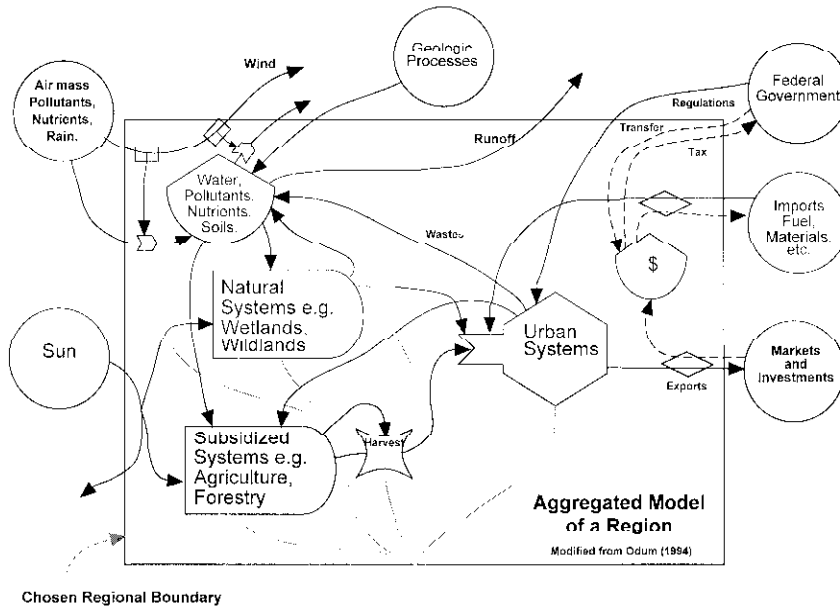 Wind
Geologic
Processes
Air mass
Pollutants,
Nutrients,
Rain.
Federal
Government
Regulations
Transfer
Tax
Runoff
Water,
Pollutants.
Nutrients.
Soils.
Imports
Fuel,
Materials.
etc.
Wastes
$
Natural
Systems e.g.
Wetlands,
Wildlands
Sun
Urban
Systems
Markets
and
Investments
Exports
Subsidized
Systems e.g.
Agriculture,
Forestry
Harvest
Aggregated Model
of a Region
Modified from Odum (1994)
Chosen Regional Boundary